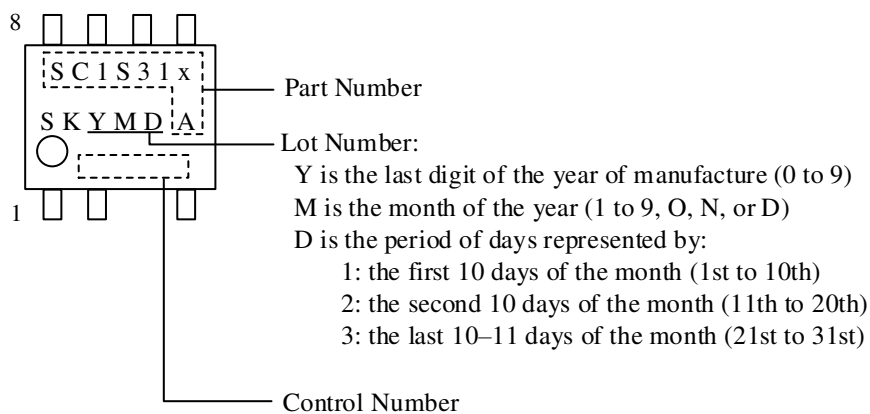 8
S C 1 S 3 1 x
Part Number
S K Y M D A
Lot Number:
Y is the last digit of the year of manufacture (0 to 9)
M is the month of the year (1 to 9, O, N, or D)
1
D is the period of days represented by:
1: the first 10 days of the month (1st to 10th)
2: the second 10 days of the month (11th to 20th)
3: the last 10–11 days of the month (21st to 31st)
Control Number